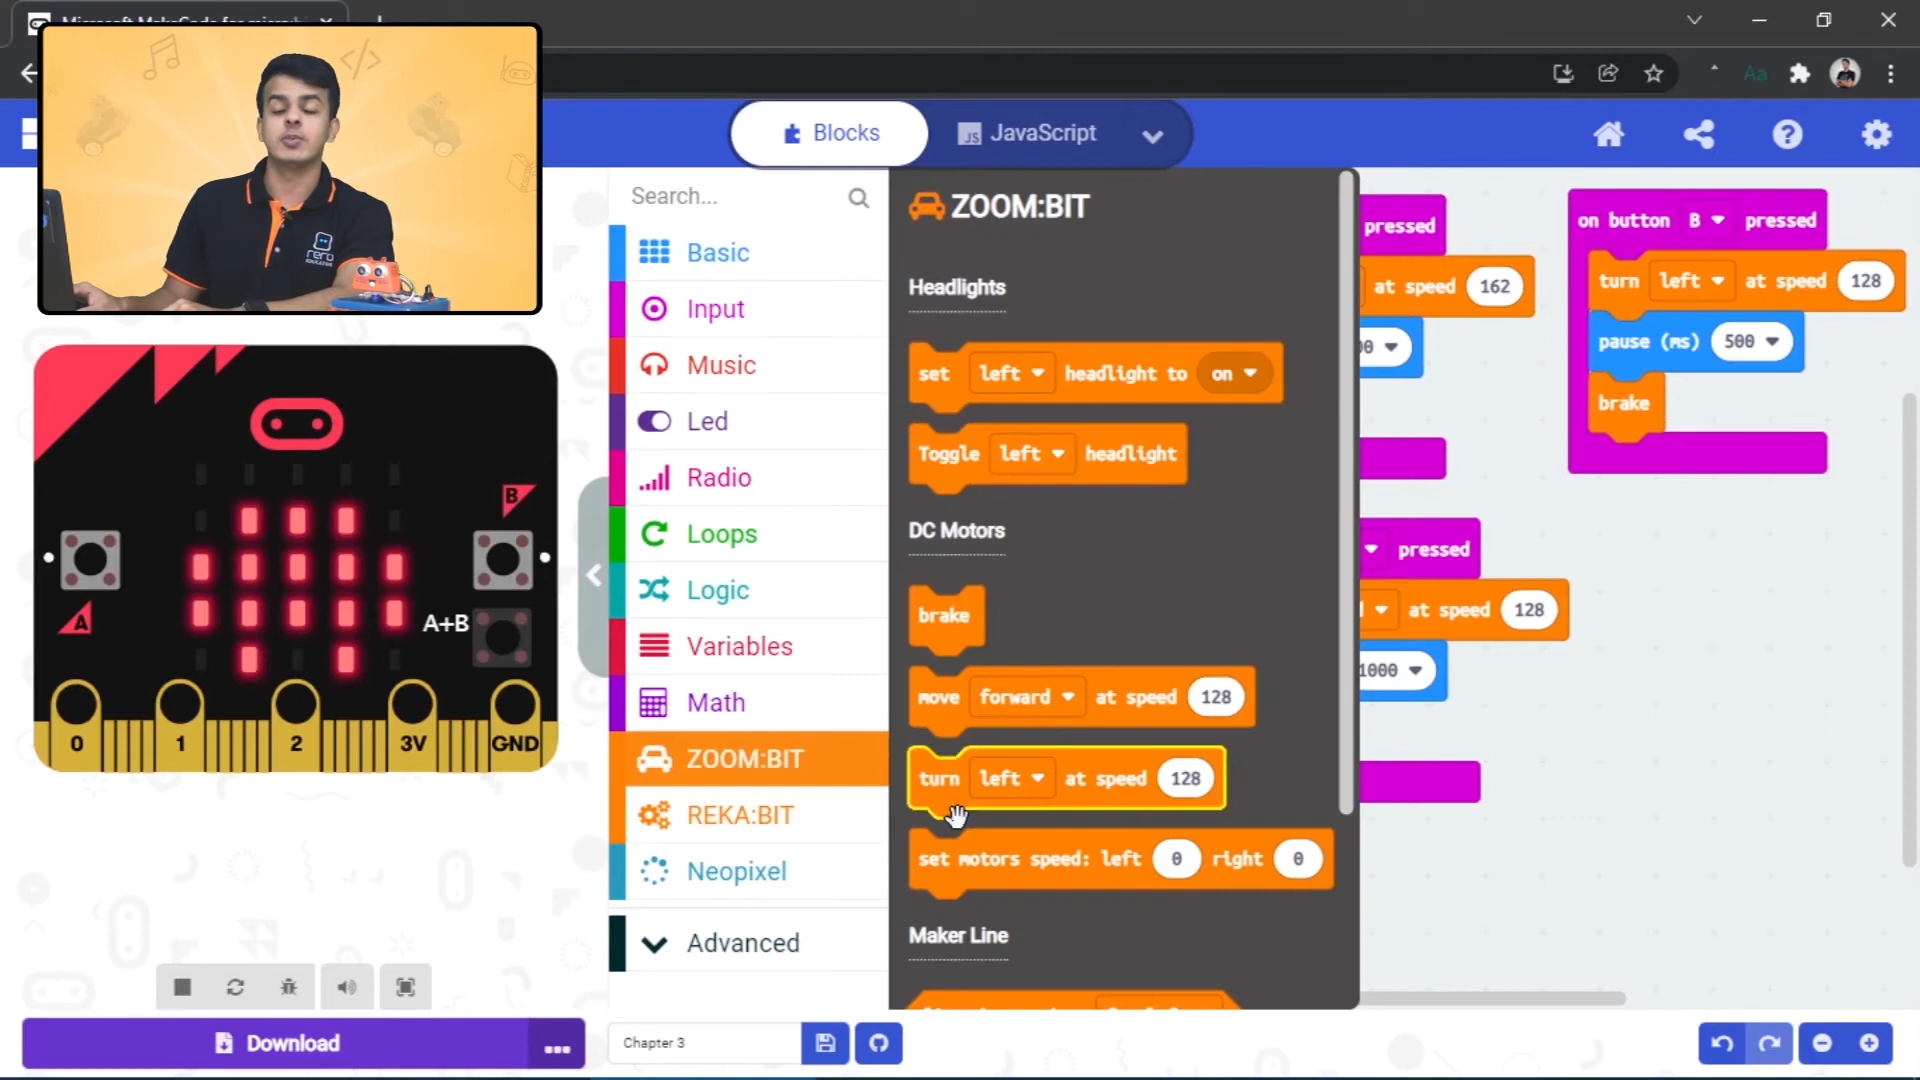 Blocks
JavaScript
Search...
Basic
Input
Music
Led
Radio
Loops
Logic
Variables
Math
ZOOM:BIT
REKA:BIT
Neopixel
Advanced
ZOOM:BIT
Headlights
set left headlight to on
Toggle left headlight
DC Motors
brake
move forward at speed 128
turn left at speed 128
set motors speed: left 0 right 0
Maker Line
pressed
at speed 162
pressed
at speed 128
1000
on button B pressed
turn left at speed 128
pause (ms) 500
brake
rero
EDUCATION
B
A
A+B
0 1 2 3V GND
Download
Chapter 3
Aa
JS